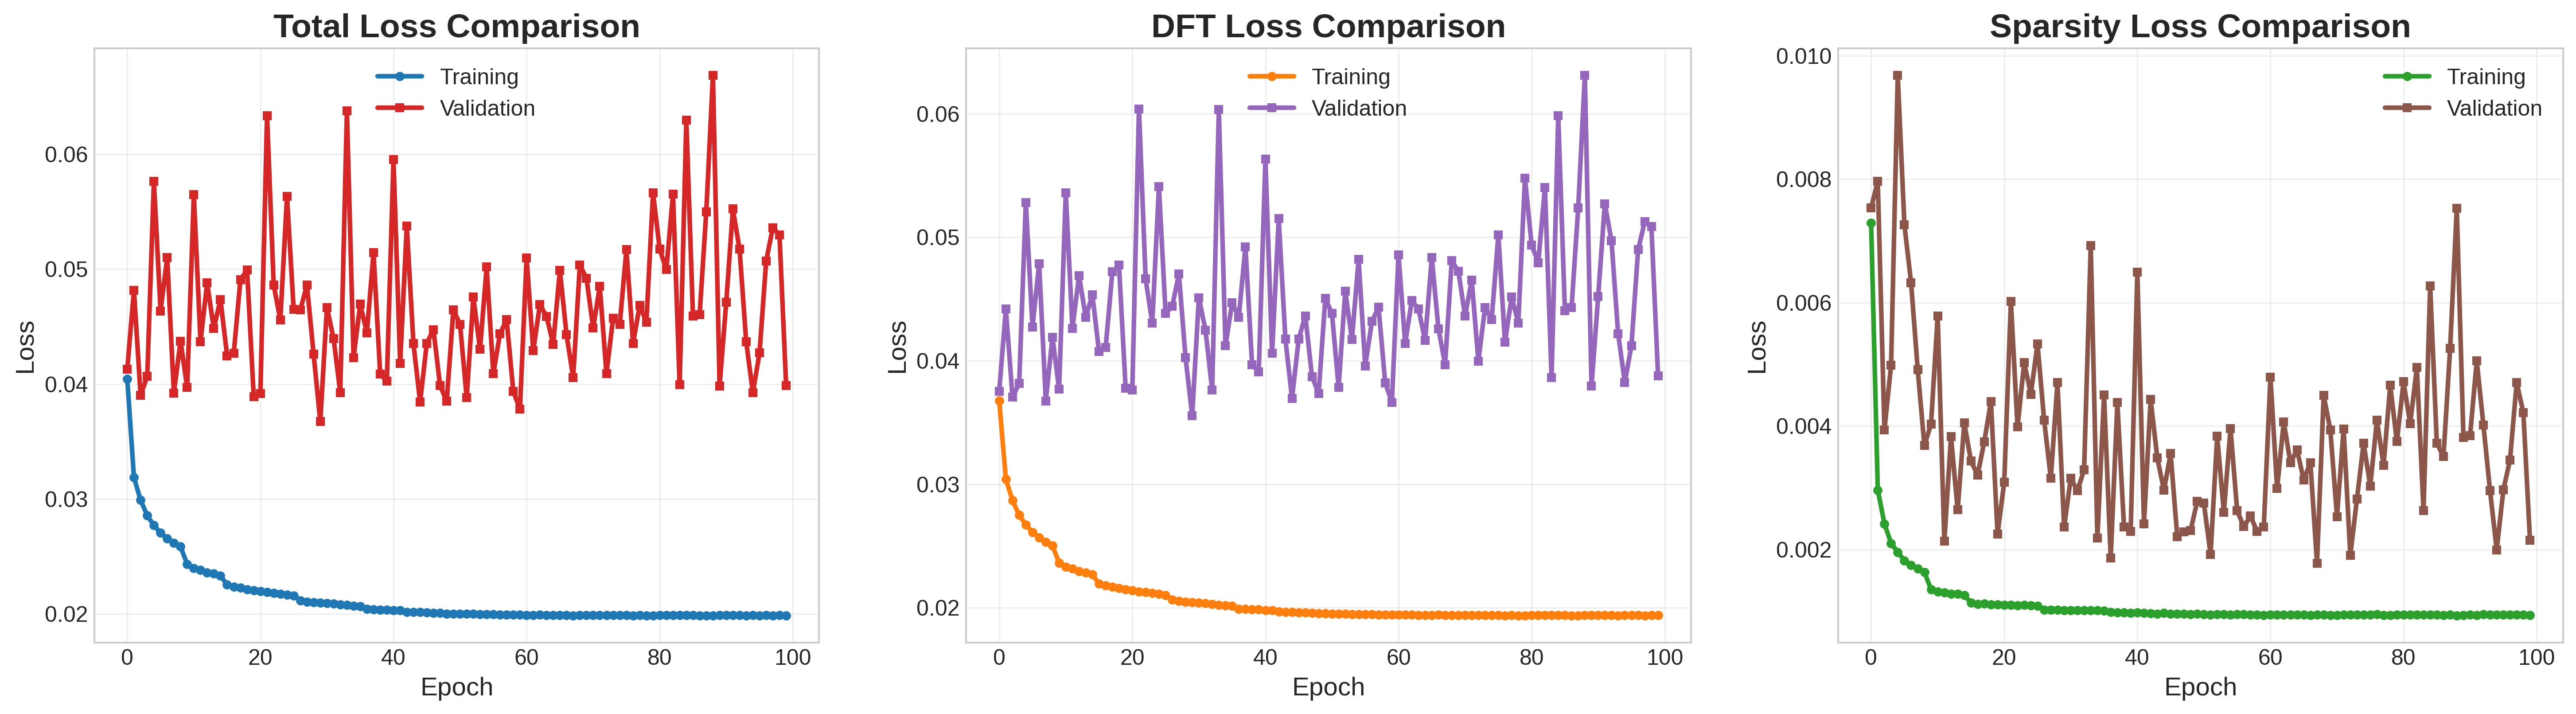 Total Loss Comparison
Training
Validation
0.06
0.05
0.04
0.03
0.02
Loss
0 20 40 60 80 100
Epoch
DFT Loss Comparison
Training
Validation
0.06
0.05
0.04
0.03
0.02
Loss
0 20 40 60 80 100
Epoch
Sparsity Loss Comparison
Training
Validation
0.010
0.008
0.006
0.004
0.002
Loss
0 20 40 60 80 100
Epoch